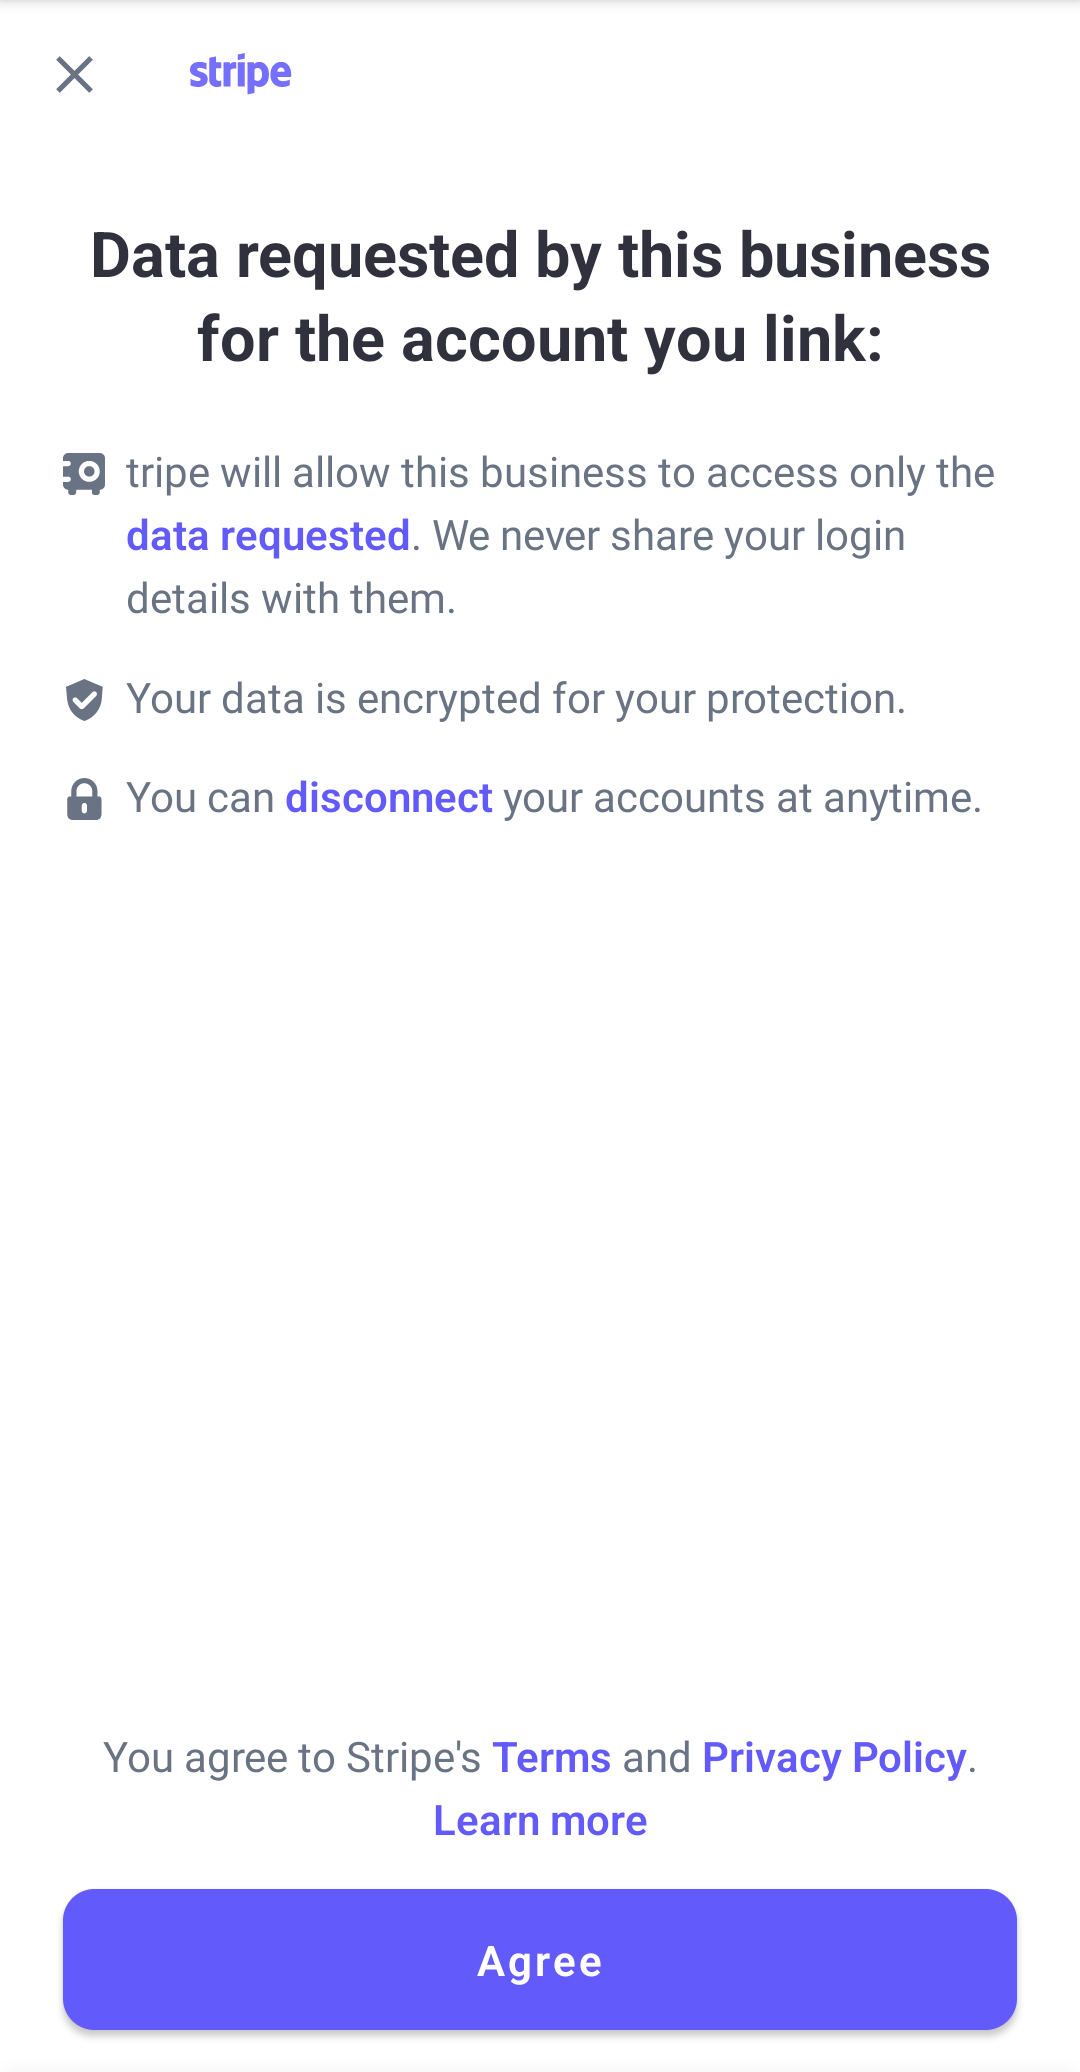 stripe
Data requested by this business
for the account you link:
tripe will allow this business to access only the
data requested. We never share your login
details with them.
Your data is encrypted for your protection.
You can disconnect your accounts at anytime.
You agree to Stripe's Terms and Privacy Policy.
Learn more
Agree